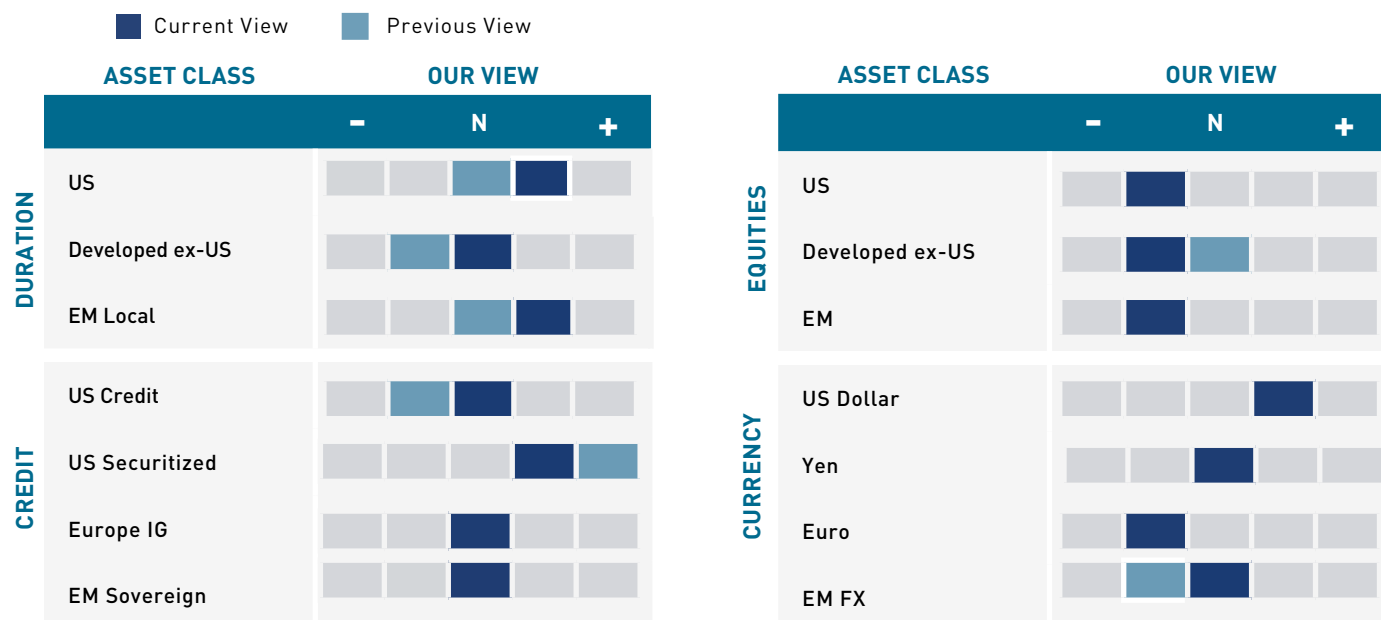 Current View
Previous View
ASSET CLASS
OUR VIEW
- N +
DURATION
US
Developed ex-US
EM Local
CREDIT
US Credit
US Securitized
Europe IG
EM Sovereign
ASSET CLASS
OUR VIEW
- N +
EQUITIES
US
Developed ex-US
EM
CURRENCY
US Dollar
Yen
Euro
EM FX